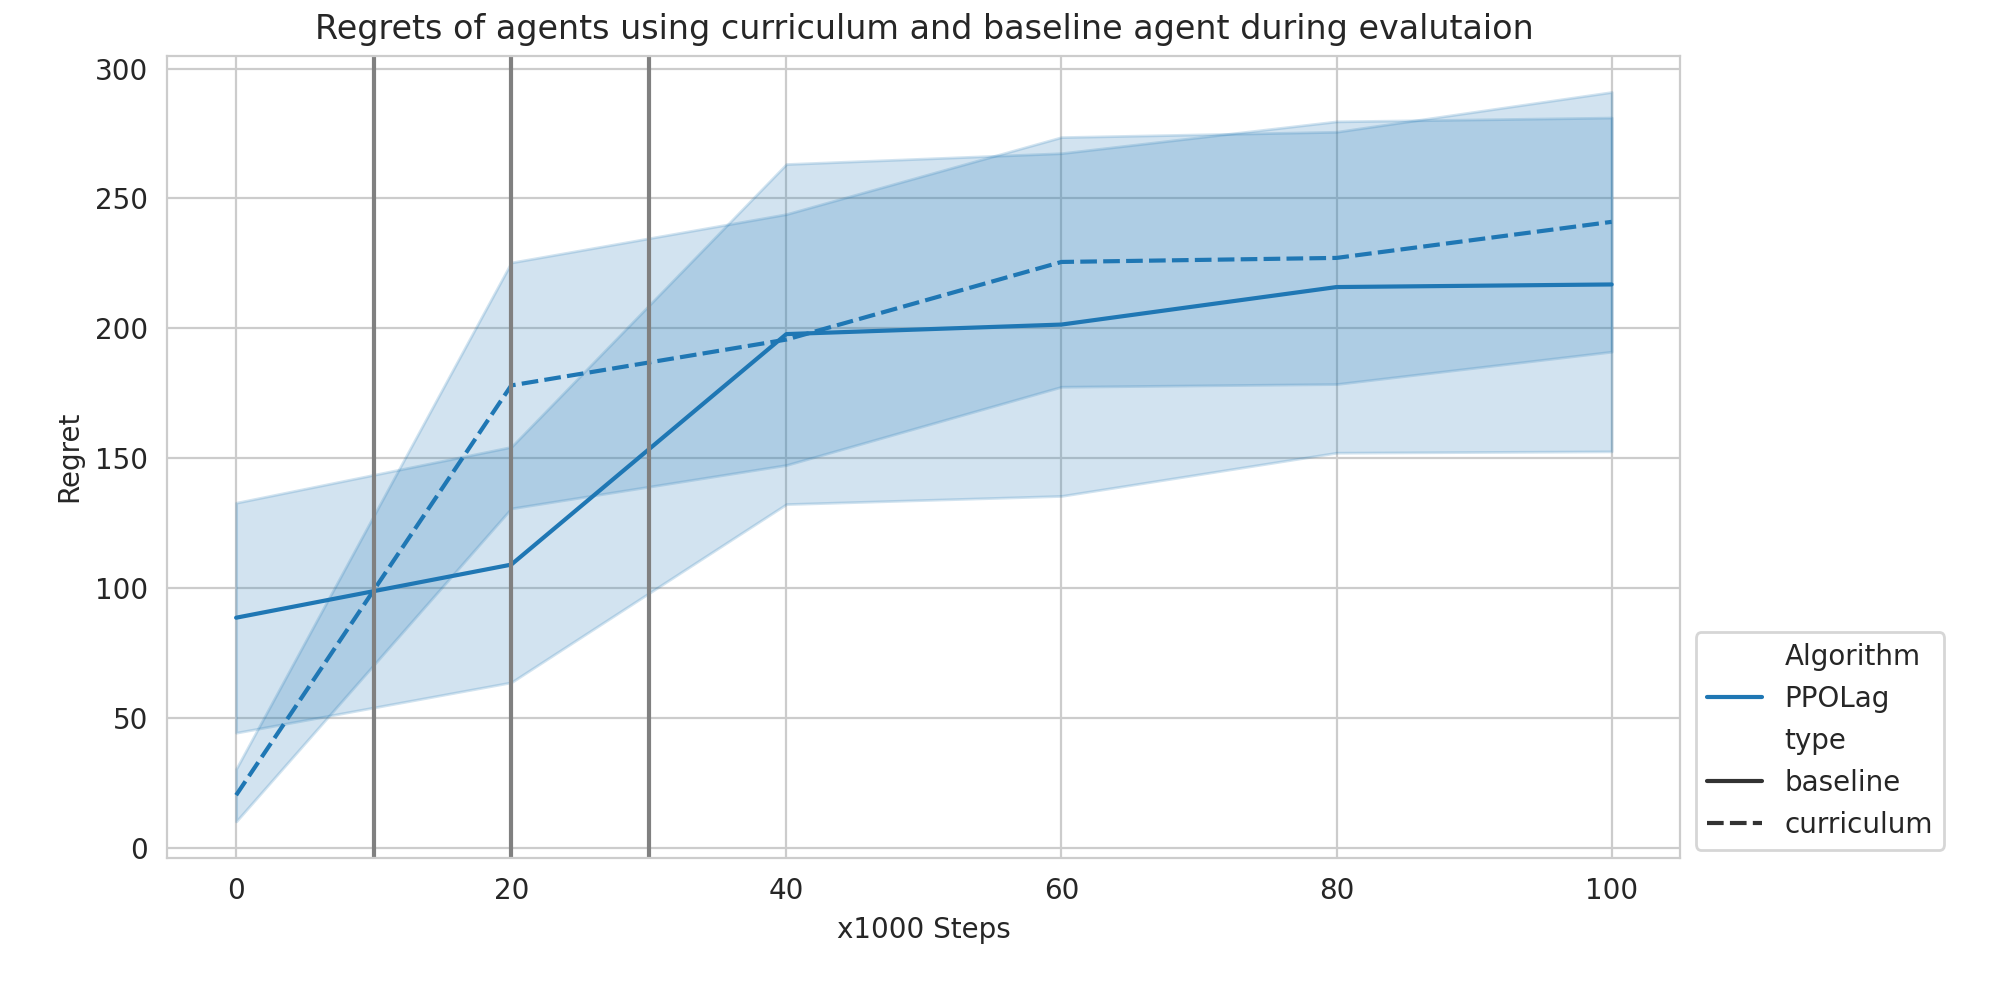 Regrets of agents using curriculum and baseline agent during evalutaion
300
250
200
150
100
50
0
Regret
0 20 40 60 80 100
x1000 Steps
Algorithm
PPOLag
type
baseline
curriculum